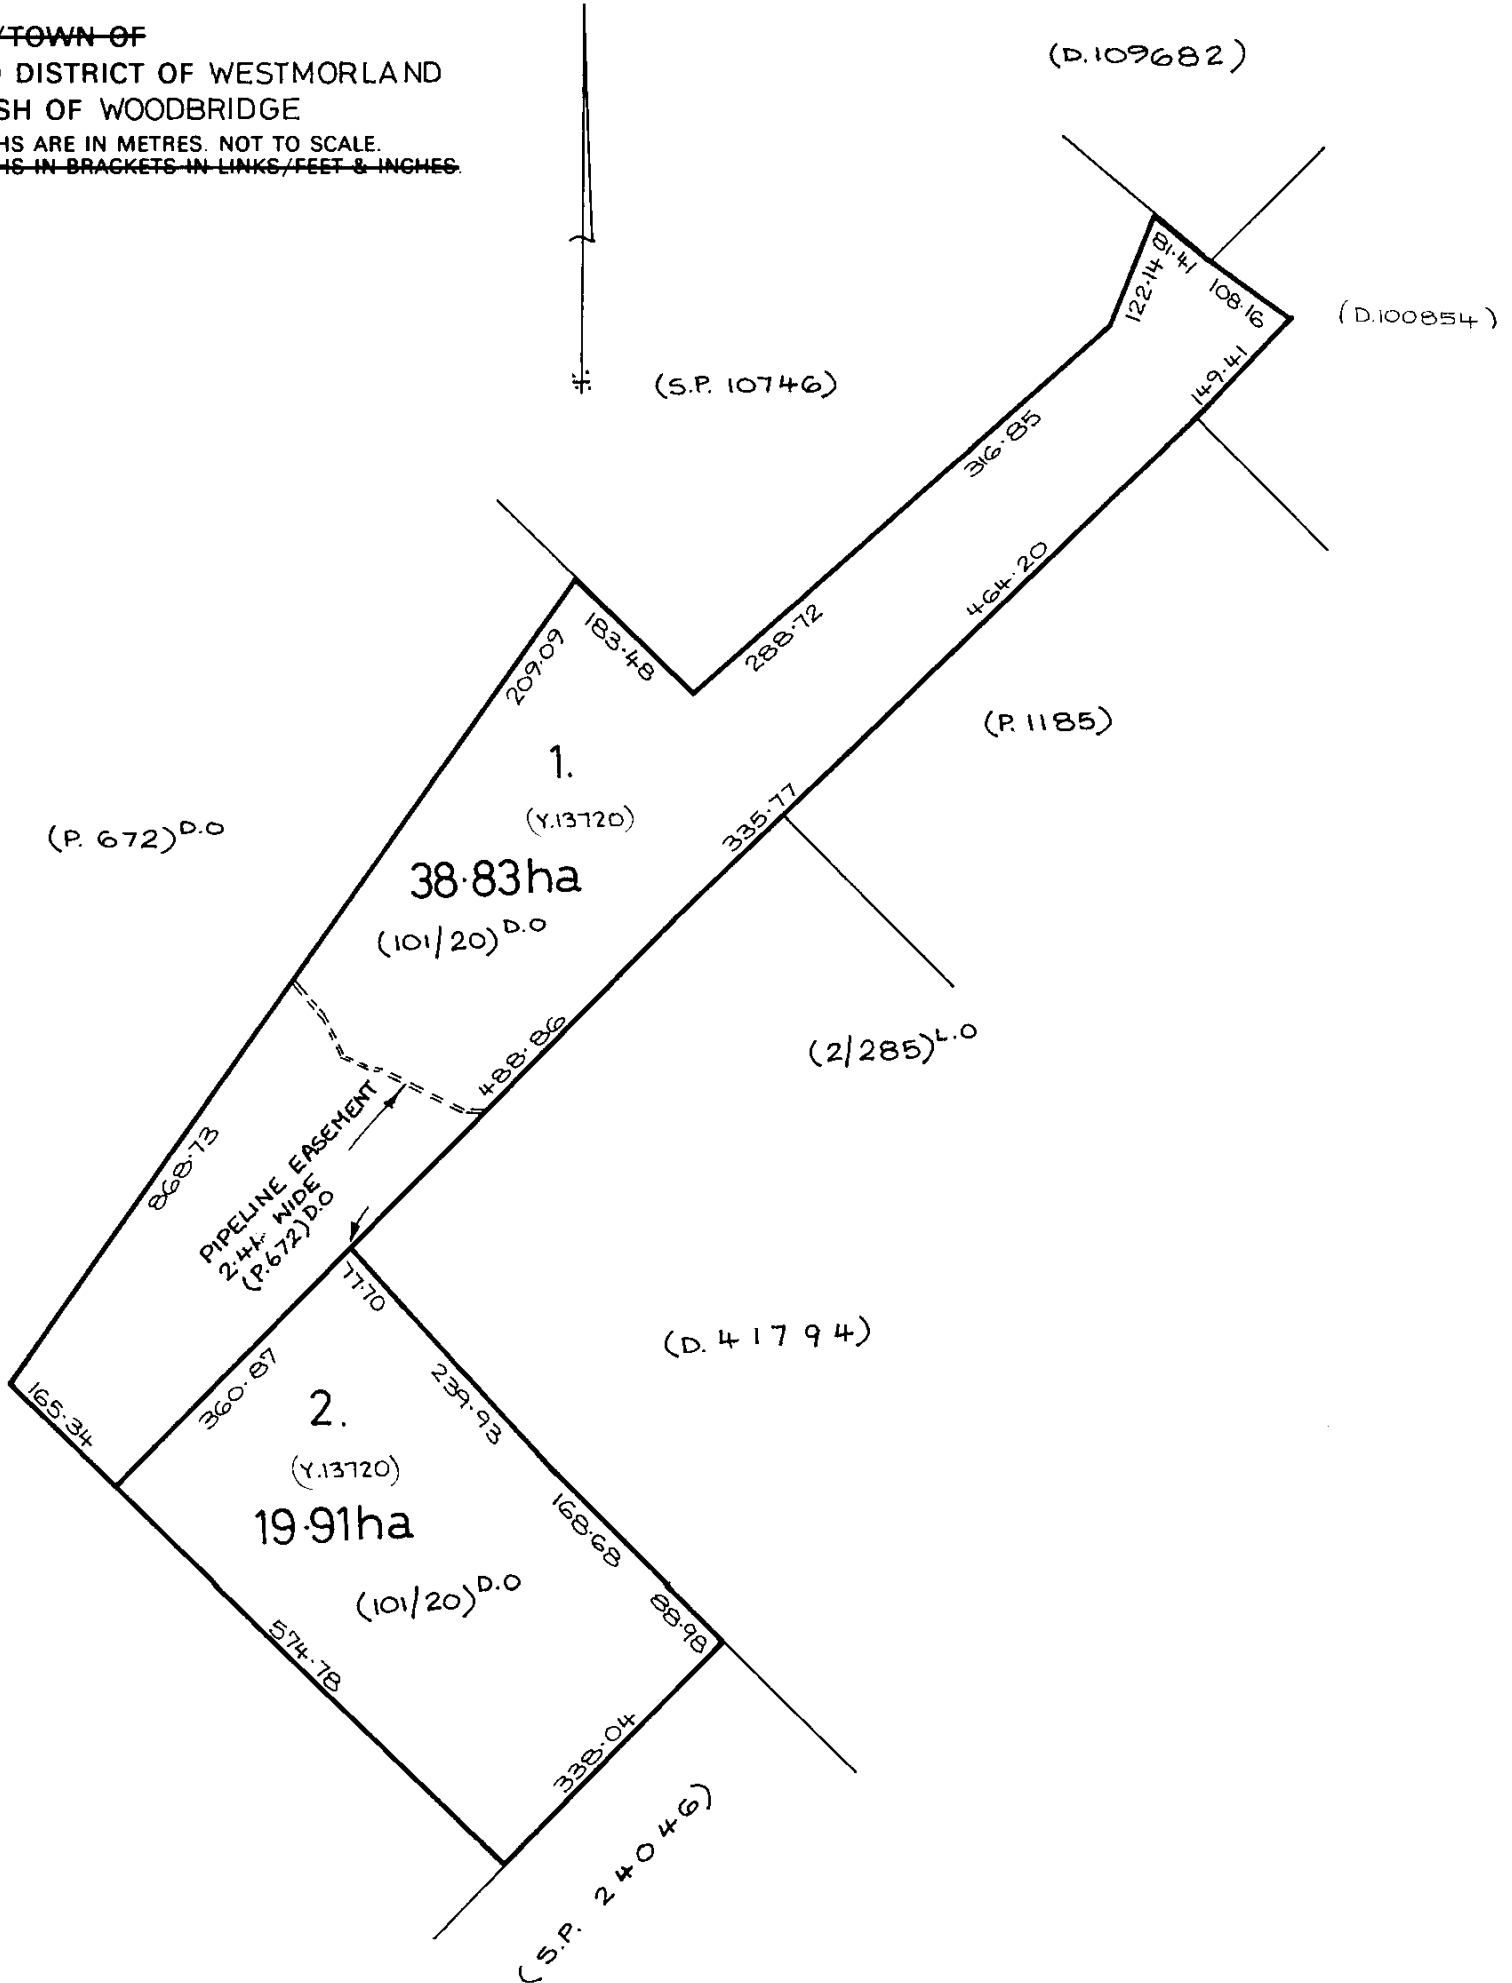 /TOWN OF
DISTRICT OF WESTMORLAND
SH OF WOODBRIDGE
HS ARE IN METRES. NOT TO SCALE.
HS IN BRACKETS IN LINKS/FEET & INCHES.
(D.109682)
81.41
122.14
108.16
(D.100854)
149.41
(S.P. 10746)
316.85
464.20
183.48
209.09
288.72
(P. 1185)
1.
335.77
(Y.13720)
(P. 672)D.O
38.83ha
(101/20)D.O
488.86
(2/285)L.O
868.73
PIPELINE EASEMENT
WIDE
(P.672)D.O
77.70
(D. 41794)
360.87
239.93
165.34
2.
(Y.13720)
19.91ha
168.68
(101/20)D.O
88.98
574.78
338.04
(S.P. 24046)